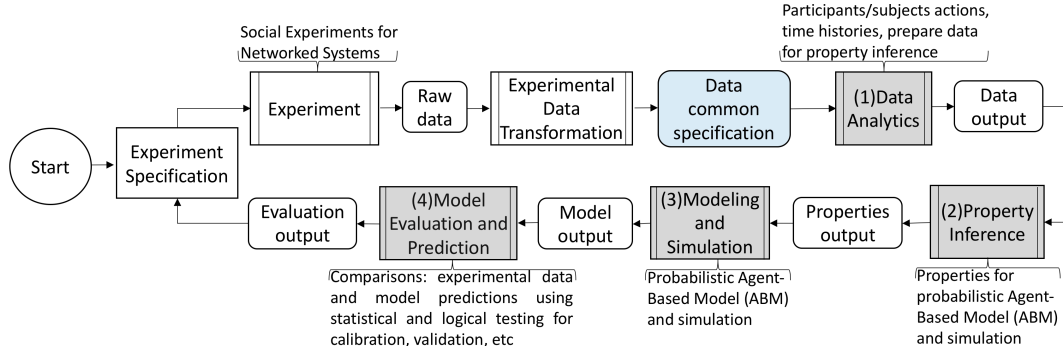 Social Experiments for
Networked Systems
Participants/subjects actions,
time histories, prepare data
for property inference
Start
Experiment
Specification
Experiment
Raw
data
Experimental
Data
Transformation
Data
common
specification
(1)Data
Analytics
Data
output
(2)Property
Inference
Properties
output
(3)Modeling
and
Simulation
Model
output
(4)Model
Evaluation and
Prediction
Evaluation
output
Comparisons: experimental data
and model predictions using
statistical and logical testing for
calibration, validation, etc
Probabilistic Agent-
Based Model (ABM)
and simulation
Properties for
probabilistic Agent-
Based Model (ABM)
and simulation